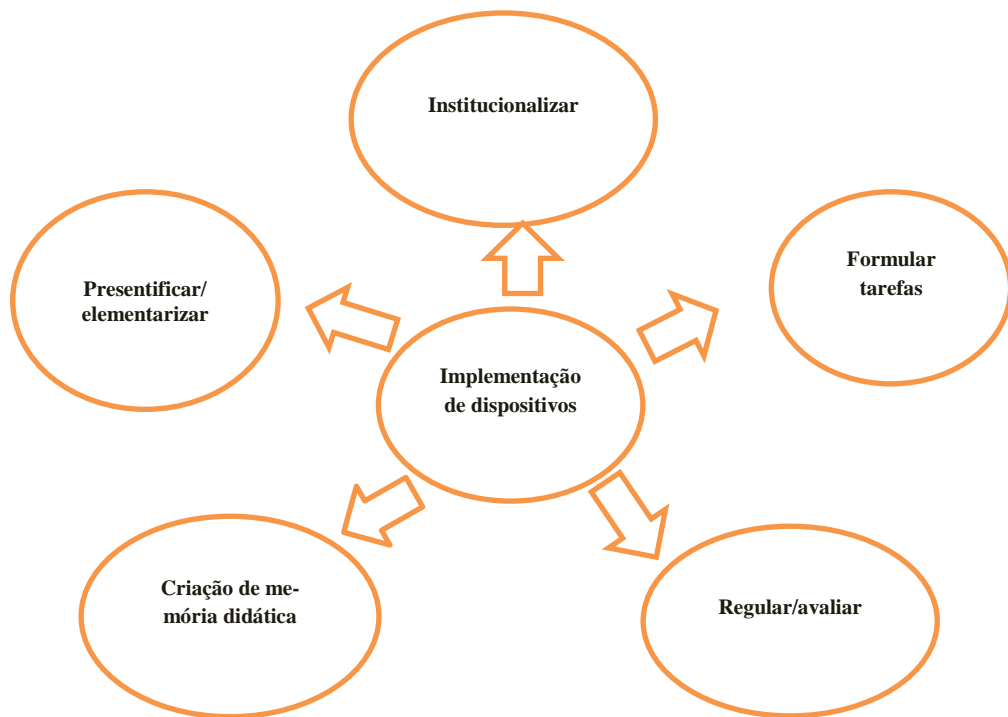 Institucionalizar
Formular
tarefas
Presentificar/
elementarizar
Implementação
de dispositivos
Criação de me-
mória didática
Regular/avaliar